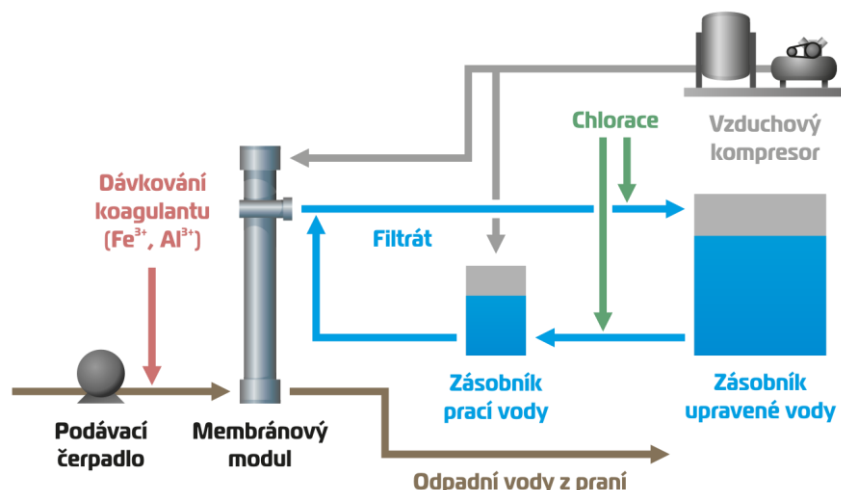 Chlorace
Vzduchový
kompresor
Dávkování
koagulantu
(Fe³⁺, Al³⁺)
Filtrát
Zásobník
prací vody
Zásobník
upravené vody
Podávací
čerpadlo
Membránový
modul
Odpadní vody z praní